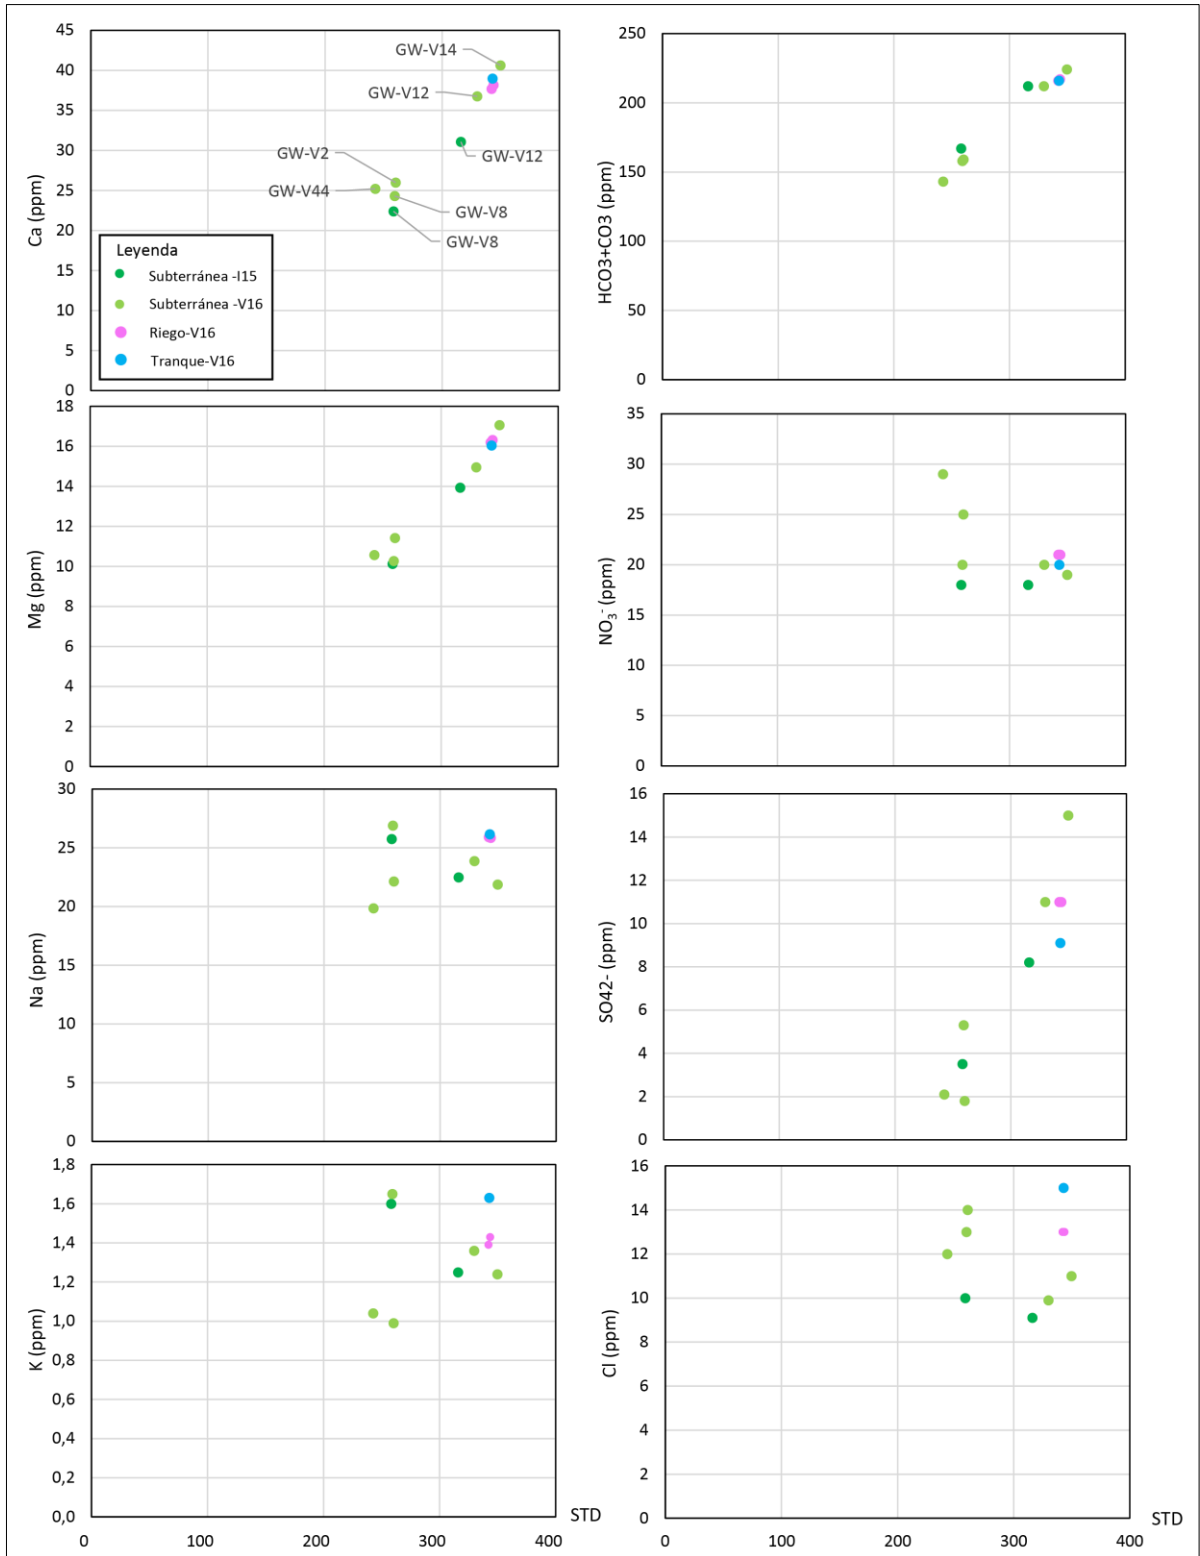 Ca (ppm)
45
40
35
30
25
20
15
10
5
0
GW-V14
GW-V12
GW-V12
GW-V2
GW-V44
GW-V8
GW-V8
Leyenda
Subterránea -I15
Subterránea -V16
Riego-V16
Tranque-V16
HCO3+CO3 (ppm)
250
200
150
100
50
0
Mg (ppm)
18
16
14
12
10
8
6
4
2
0
NO3- (ppm)
35
30
25
20
15
10
5
0
Na (ppm)
30
25
20
15
10
5
0
SO42- (ppm)
16
14
12
10
8
6
4
2
0
K (ppm)
1,8
1,6
1,4
1,2
1,0
0,8
0,6
0,4
0,2
0,0
0 100 200 300 400
STD
Cl (ppm)
16
14
12
10
8
6
4
2
0
0 100 200 300 400
STD